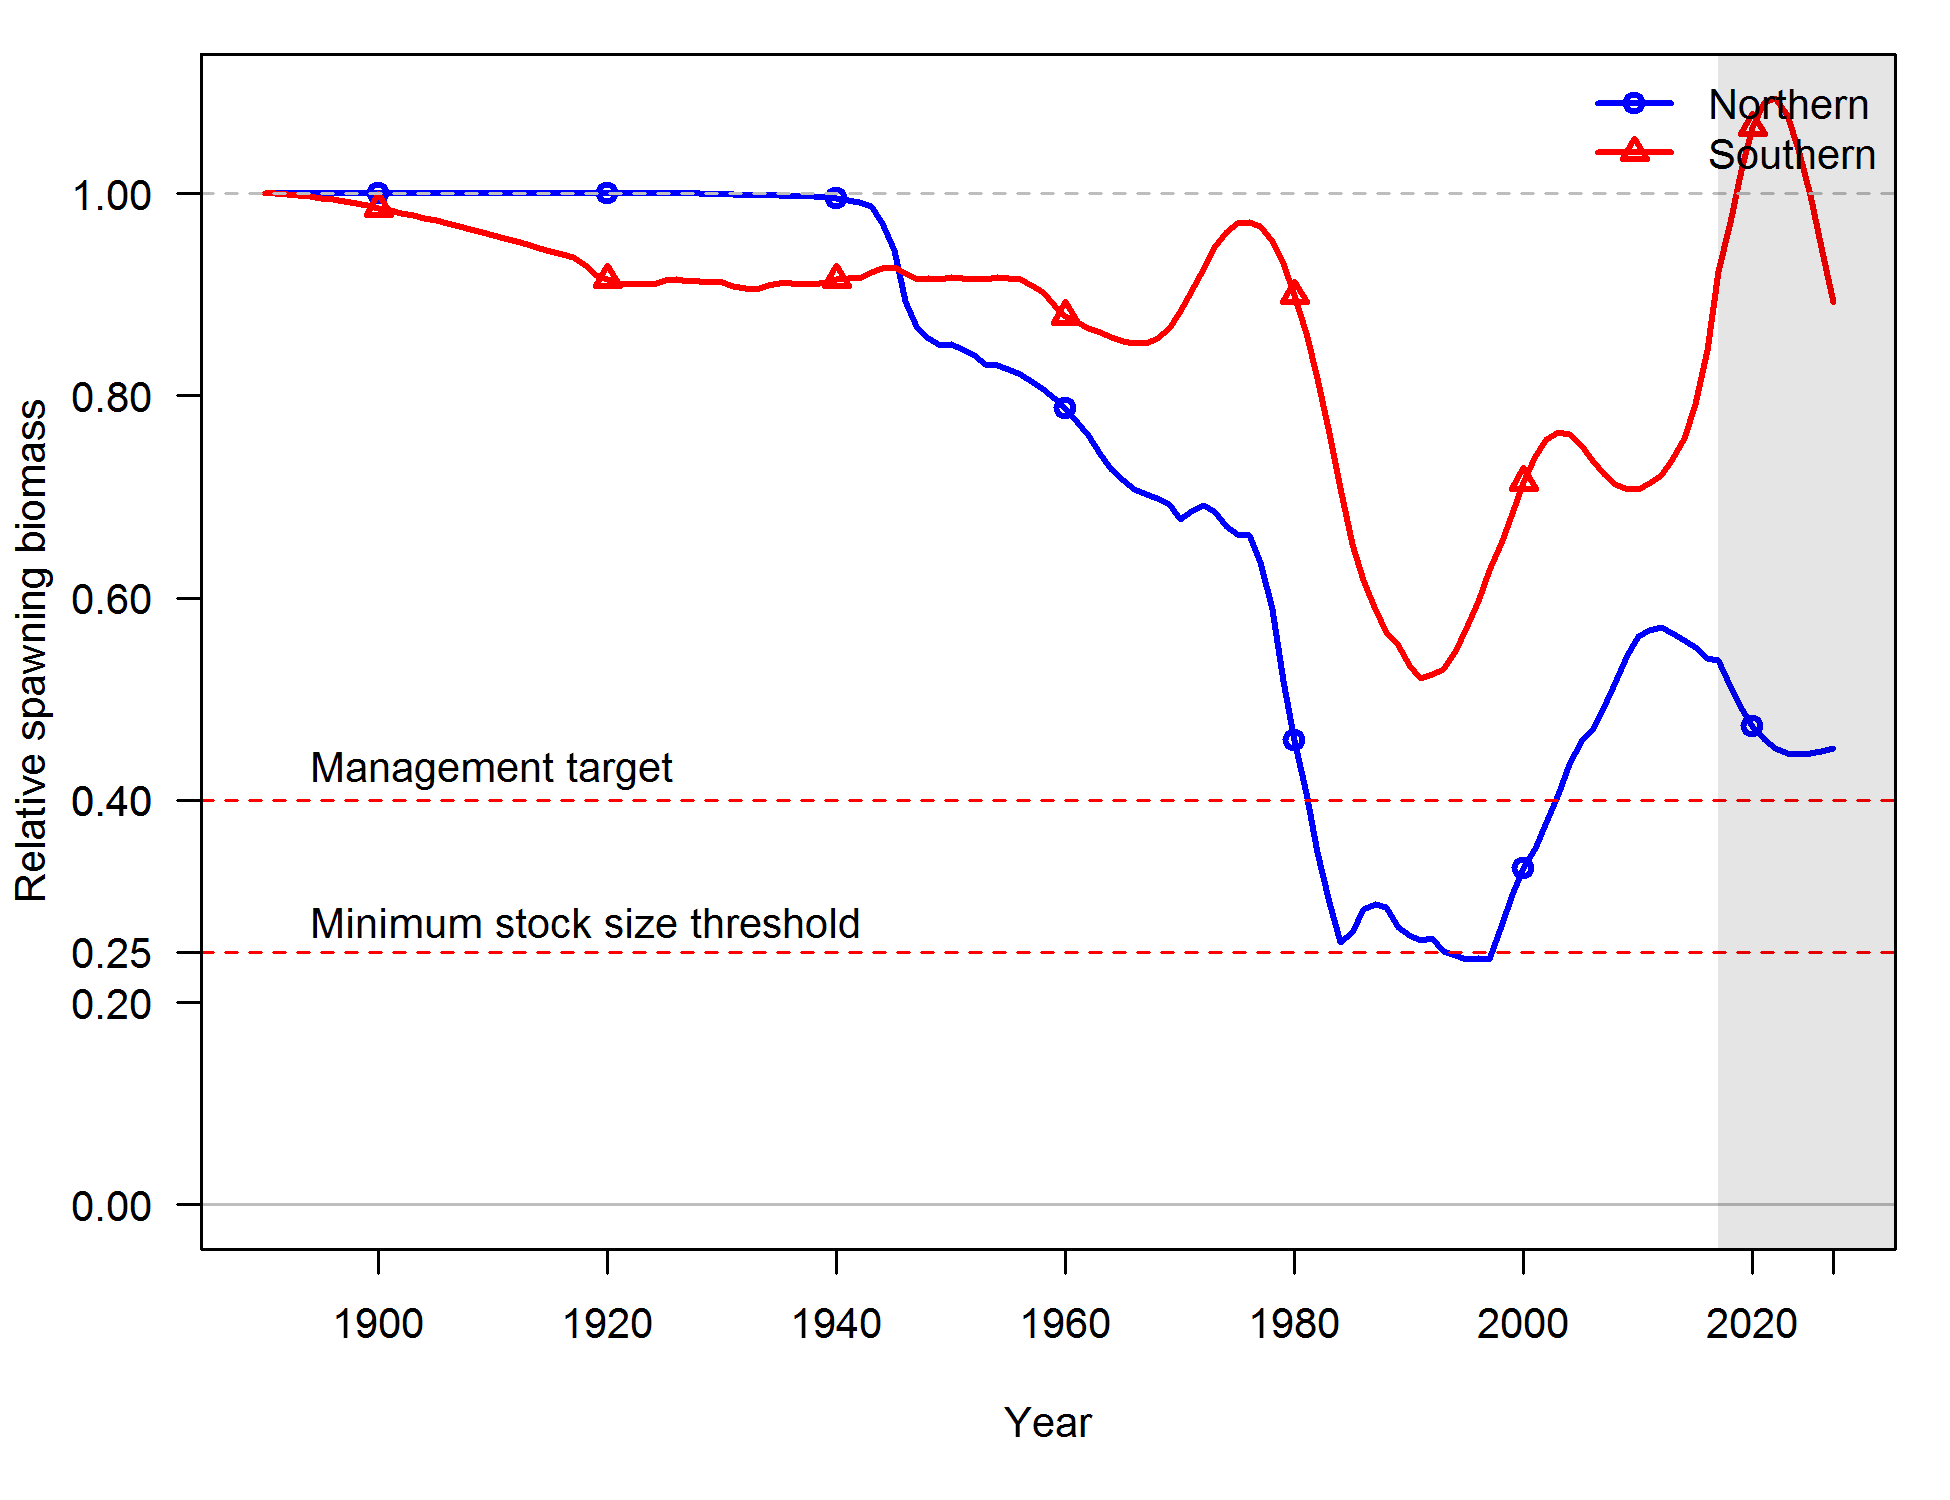 Northern
Southern
1.00
0.80
0.60
0.40
0.25
0.20
0.00
Relative spawning biomass
Management target
Minimum stock size threshold
1900 1920 1940 1960 1980 2000 2020
Year